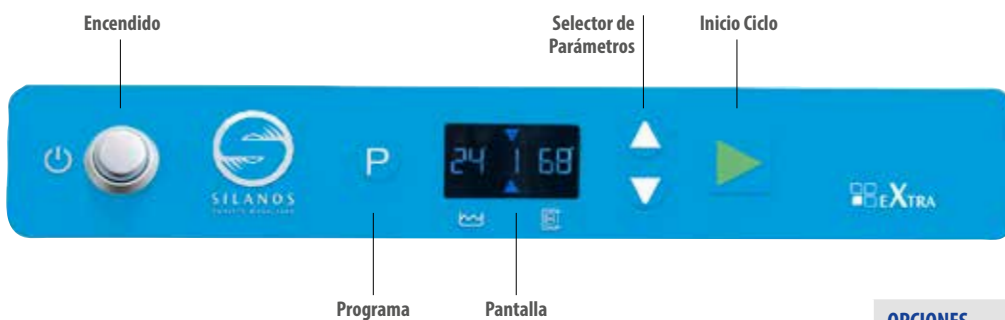 Encendido
Selector de
Parámetros
Inicio Ciclo
SILANOS
P
24 1 68°
EXTRA
Programa
Pantalla
OPCIONES